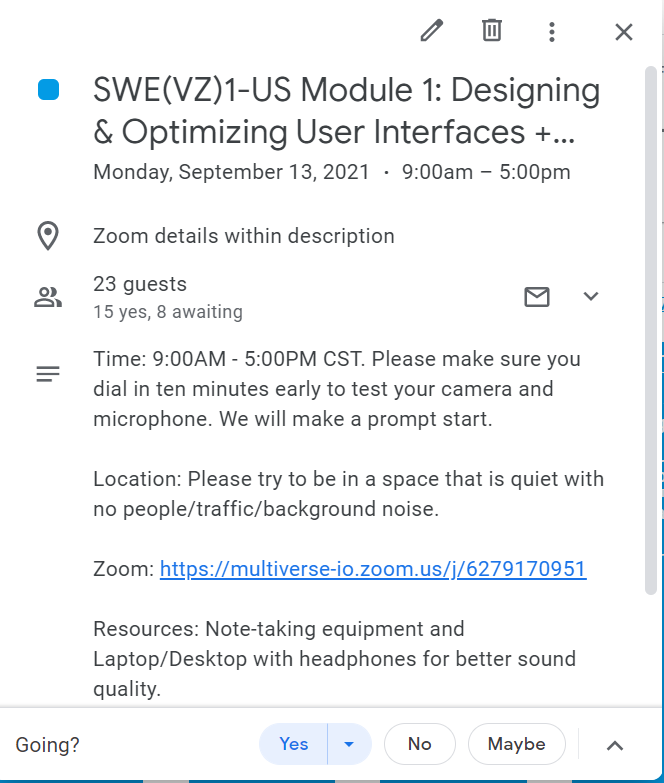 SWE(VZ)1-US Module 1: Designing
& Optimizing User Interfaces +...
Monday, September 13, 2021 · 9:00am – 5:00pm
Zoom details within description
23 guests
15 yes, 8 awaiting
Time: 9:00AM - 5:00PM CST. Please make sure you
dial in ten minutes early to test your camera and
microphone. We will make a prompt start.
Location: Please try to be in a space that is quiet with
no people/traffic/background noise.
Zoom: https://multiverse-io.zoom.us/j/6279170951
Resources: Note-taking equipment and
Laptop/Desktop with headphones for better sound
quality.
Going? Yes No Maybe